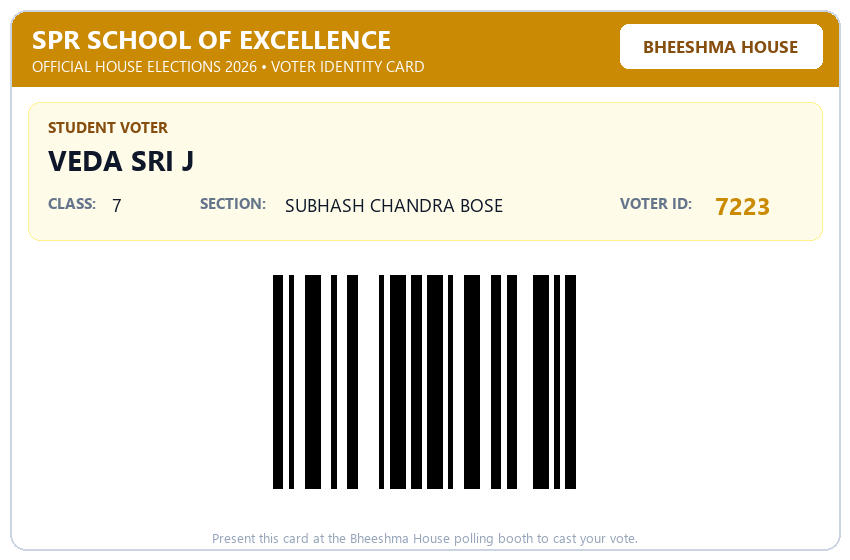 SPR SCHOOL OF EXCELLENCE
OFFICIAL HOUSE ELECTIONS 2026 • VOTER IDENTITY CARD
BHEESHMA HOUSE
STUDENT VOTER
VEDA SRI J
CLASS: 7 SECTION: SUBHASH CHANDRA BOSE VOTER ID: 7223
Present this card at the Bheeshma House polling booth to cast your vote.